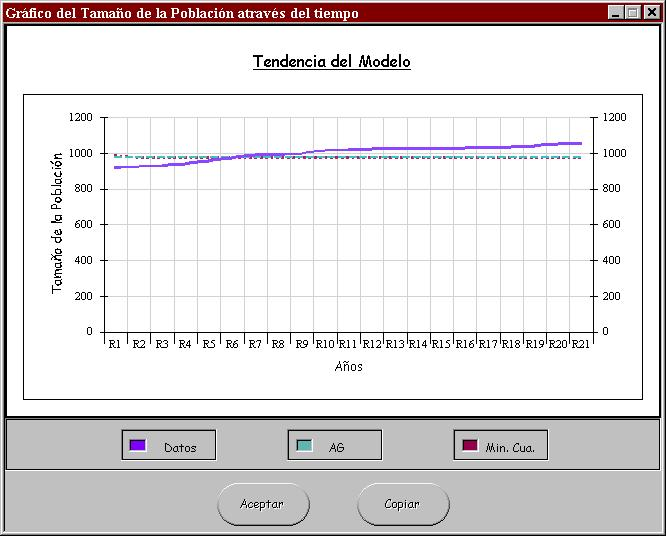 Gráfico del Tamaño de la Población através del tiempo
Tendencia del Modelo
1200 1200
1000 1000
800 800
600 600
400 400
200 200
0 0
Tamaño de la Población
R1 R2 R3 R4 R5 R6 R7 R8 R9 R10 R11 R12 R13 R14 R15 R16 R17 R18 R19 R20 R21
Años
Datos AG Min. Cua.
Aceptar Copiar